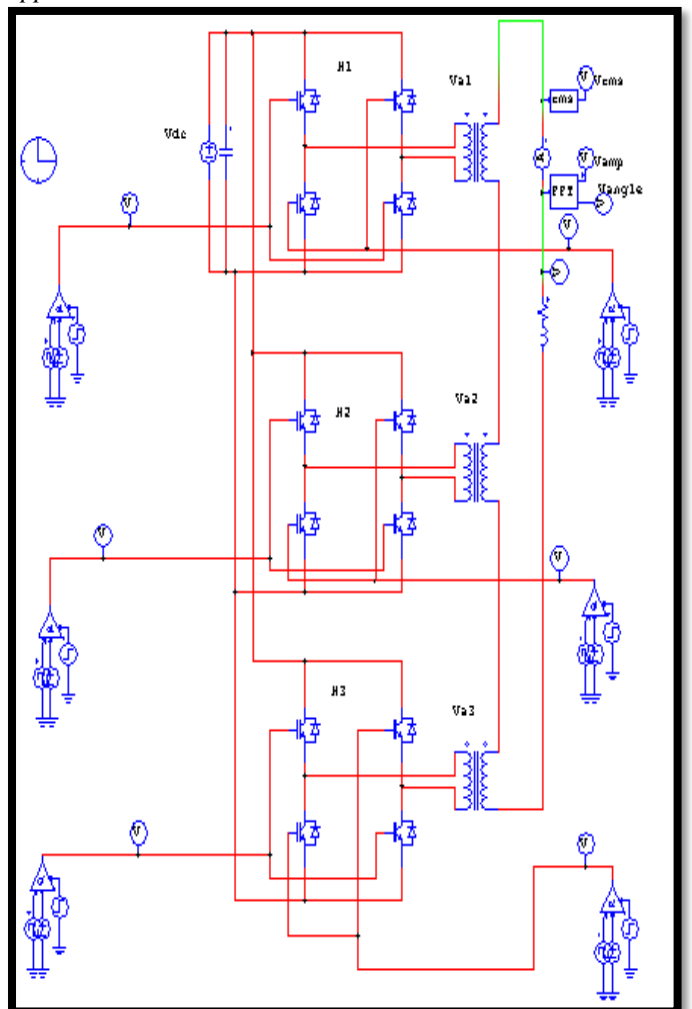 H1
Va1
V
Vrms
rms
Vdc
A
V
Vamp
FFT
Vangle
V
V
V
V
α
α
H2
Va2
V
V
α
α
H3
Va3
V
V
α
α